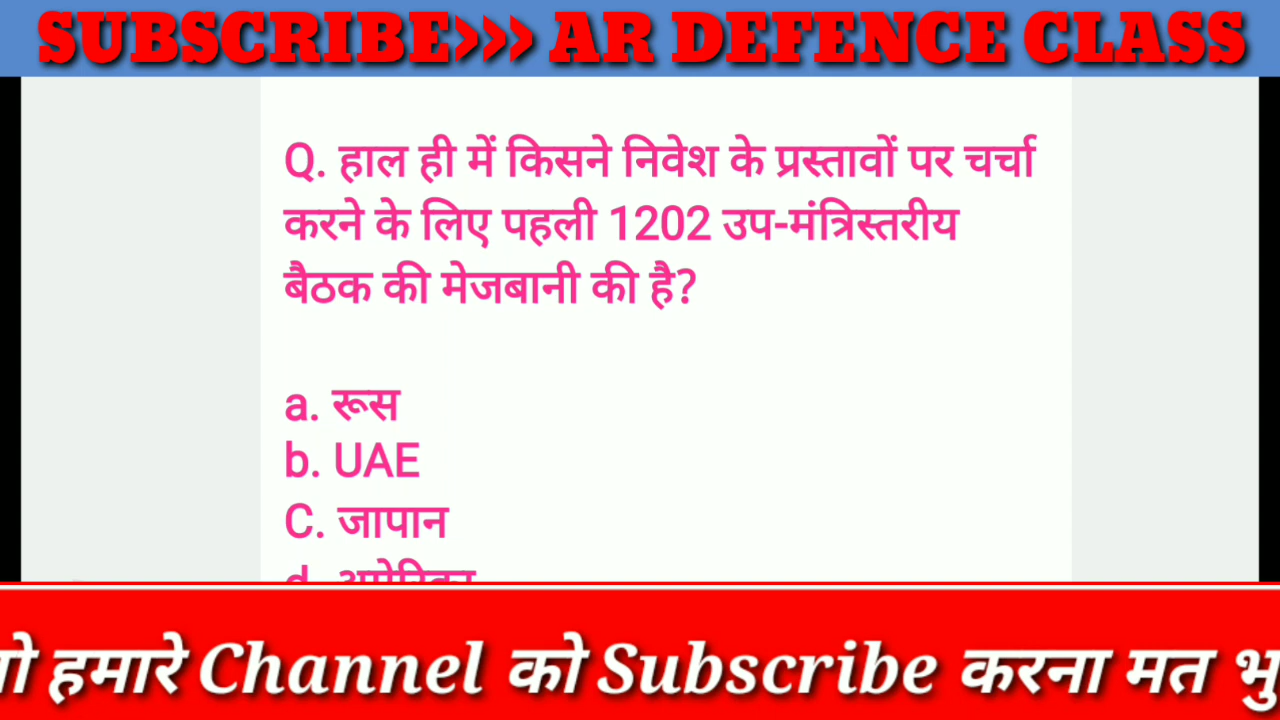 SUBSCRIBE>>> AR DEFENCE CLASS
Q. हाल ही में किसने निवेश के प्रस्तावों पर चर्चा
करने के लिए पहली 1202 उप-मंत्रिस्तरीय
बैठक की मेजबानी की है?
a. रूस
b. UAE
C. जापान
d. अमेरिका
हमारे Channel को Subscribe करना मत